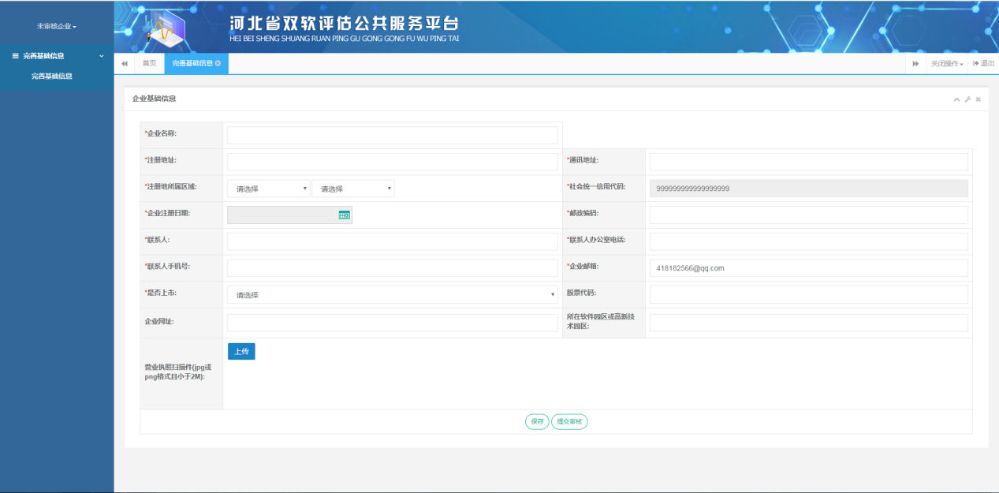 未审核企业
河北省双软评估公共服务平台
HEI BEI SHENG SHUANG RUAN PING GU GONG GONG FU WU PING TAI
完善基础信息
完善基础信息
首页
完善基础信息
关闭操作
退出
企业基础信息
*企业名称:
*注册地址:
*通讯地址:
*注册地所属区域:
请选择
请选择
*社会统一信用代码:
999999999999999999
*企业注册日期:
*邮政编码:
*联系人:
*联系人办公室电话:
*联系人手机号:
*企业邮箱:
418182566@qq.com
*是否上市:
请选择
股票代码:
企业网址:
所在软件园区或高新技
术园区:
营业执照扫描件(jpg或
png格式且小于2M):
上传
保存
提交审核